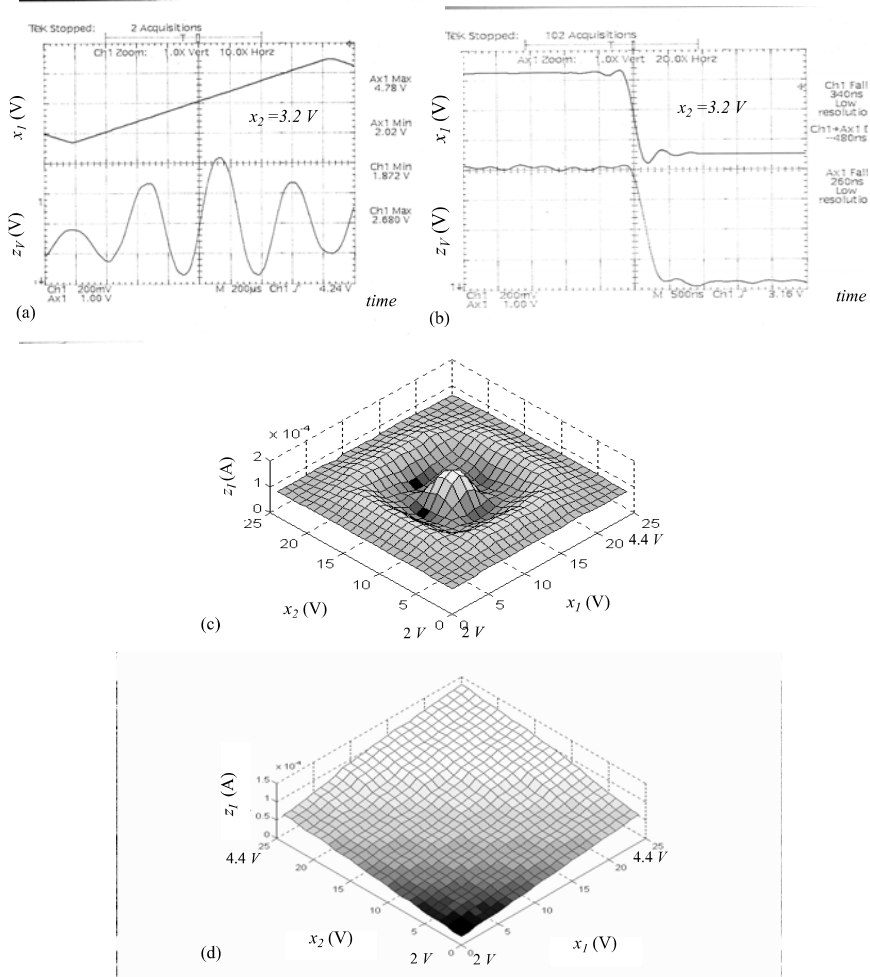 Tek Stopped: 2 Acquisitions
Ch1 Zoom: 1.0X Vert 10.0X Horz
x1 (V)
x2 =3.2 V
Ax1 Max
4.78 V
Ax1 Min
2.02 V
Ch1 Min
1.872 V
Ch1 Max
2.680 V
zV (V)
Ch1 200mV M 200µs Ch1 4.24 V
Ax1 1.00 V
time
(a)
Tek Stopped: 102 Acquisitions
Ax1 Zoom: 1.0X Vert 20.0X Horz
x1 (V)
x2 =3.2 V
Ch1 Fall
340ns
Low
resolutio
Ch1→Ax1 D
-480ns
Ax1 Fall
260ns
Low
resolutio
zV (V)
Ch1 200mV M 500ns Ch1 3.16 V
Ax1 1.00 V
time
(b)
x 10-4
zI (A)
2
1
0
25
20
15
10
5
0
x2 (V)
2 V
0
5
10
15
20
25
4.4 V
x1 (V)
2 V
(c)
x 10-4
zI (A)
1.5
1
0.5
0
25
4.4 V
20
15
10
5
0
x2 (V)
2 V
0
5
10
15
20
25
4.4 V
x1 (V)
2 V
(d)